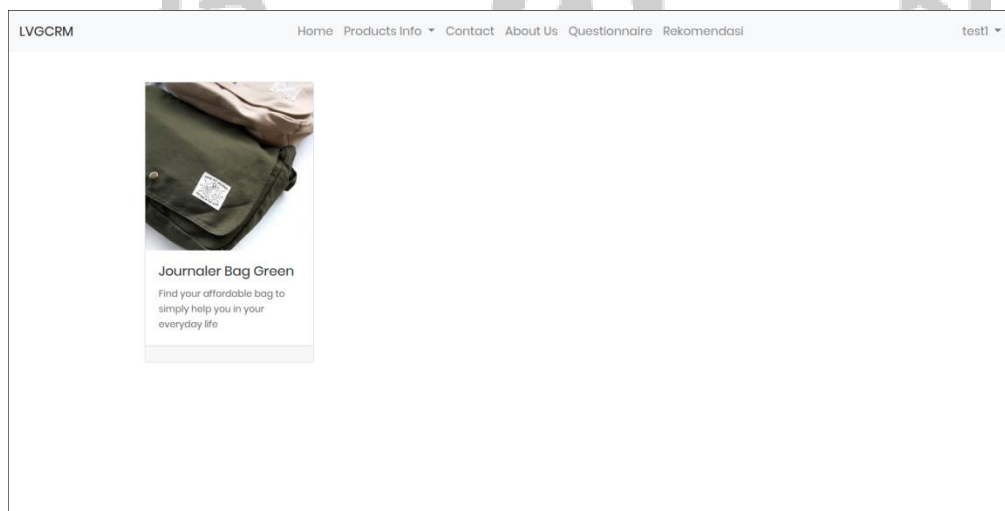 LVGCRM Home Products Info Contact About Us Questionnaire Rekomendasi test1
Journaler Bag Green
Find your affordable bag to
simply help you in your
everyday life